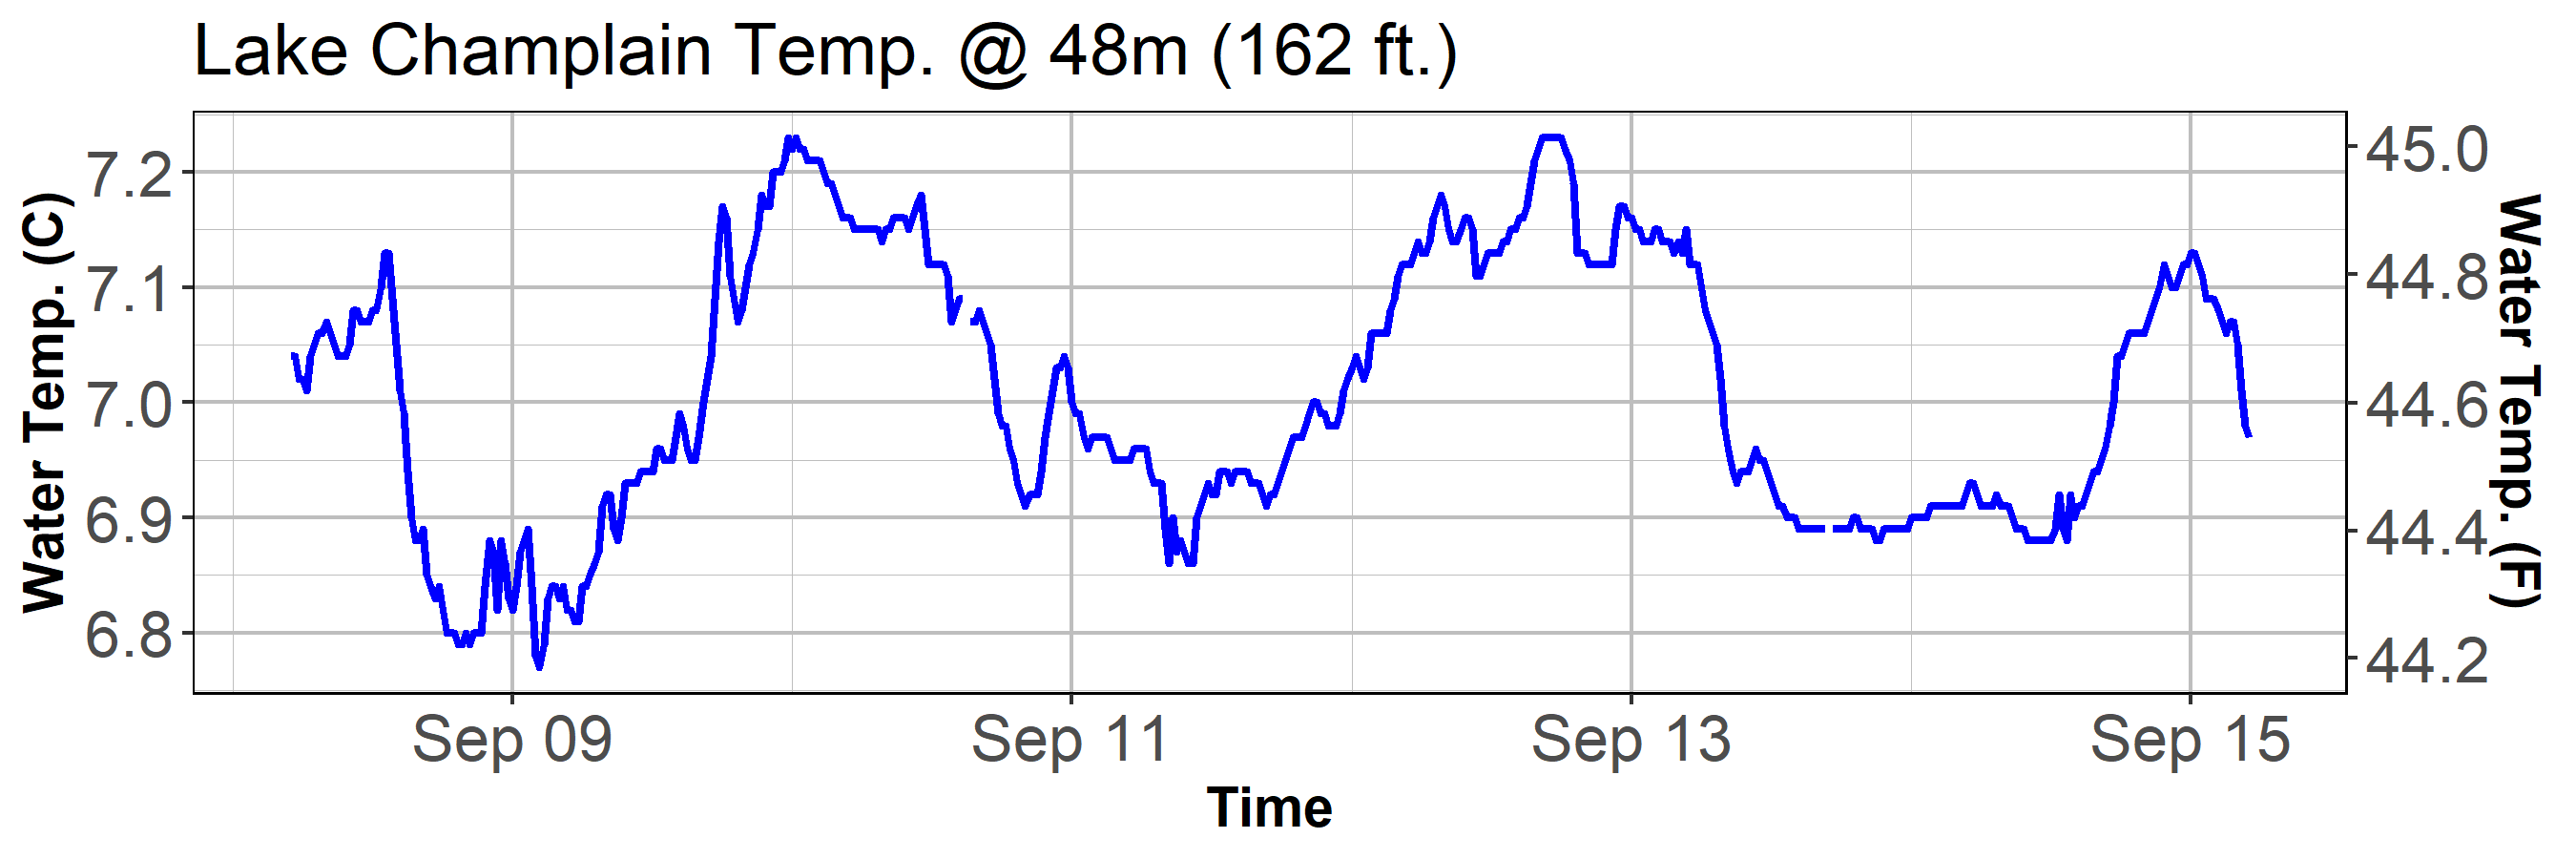 Lake Champlain Temp. @ 48m (162 ft.)
Water Temp. (C)
7.2
7.1
7.0
6.9
6.8
45.0
44.8
44.6
44.4
44.2
Water Temp. (F)
Sep 09
Sep 11
Sep 13
Sep 15
Time